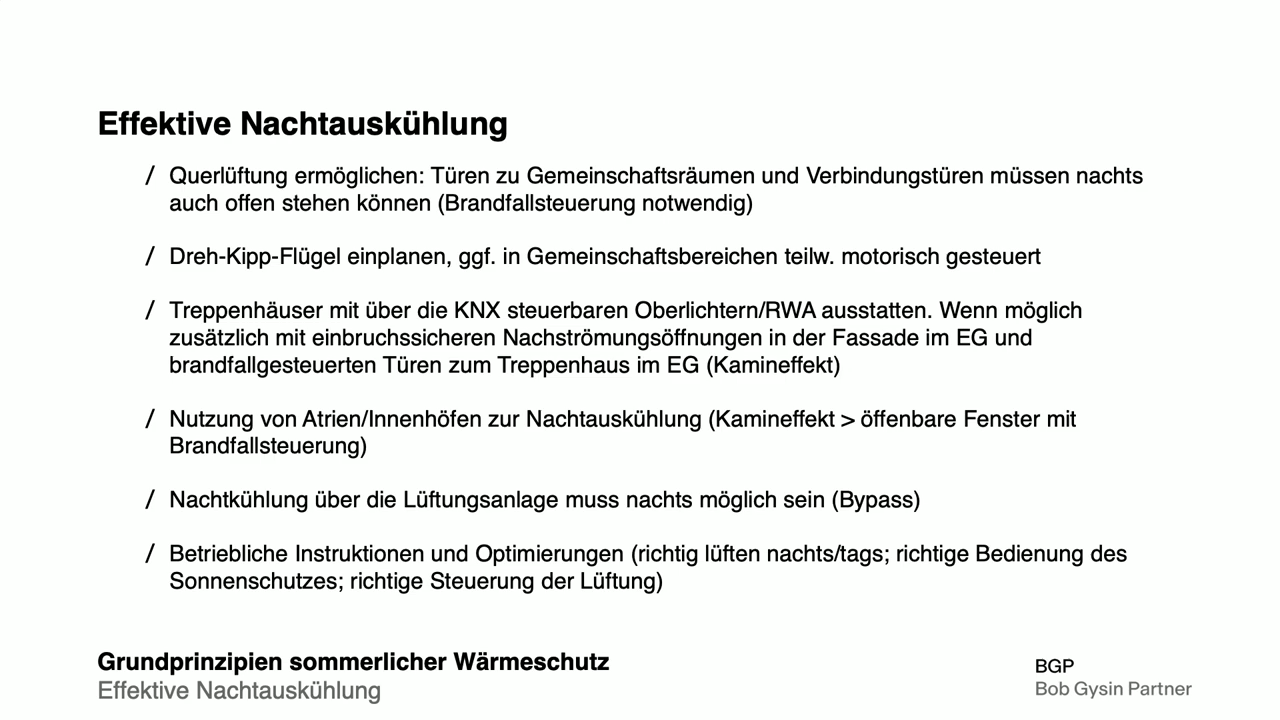 Effektive Nachtauskühlung
/ Querlüftung ermöglichen: Türen zu Gemeinschaftsräumen und Verbindungstüren müssen nachts
auch offen stehen können (Brandfallsteuerung notwendig)
/ Dreh-Kipp-Flügel einplanen, ggf. in Gemeinschaftsbereichen teilw. motorisch gesteuert
/ Treppenhäuser mit über die KNX steuerbaren Oberlichtern/RWA ausstatten. Wenn möglich
zusätzlich mit einbruchssicheren Nachströmungsöffnungen in der Fassade im EG und
brandfallgesteuerten Türen zum Treppenhaus im EG (Kamineffekt)
/ Nutzung von Atrien/Innenhöfen zur Nachtauskühlung (Kamineffekt > öffenbare Fenster mit
Brandfallsteuerung)
/ Nachtkühlung über die Lüftungsanlage muss nachts möglich sein (Bypass)
/ Betriebliche Instruktionen und Optimierungen (richtig lüften nachts/tags; richtige Bedienung des
Sonnenschutzes; richtige Steuerung der Lüftung)
Grundprinzipien sommerlicher Wärmeschutz
Effektive Nachtauskühlung
BGP
Bob Gysin Partner